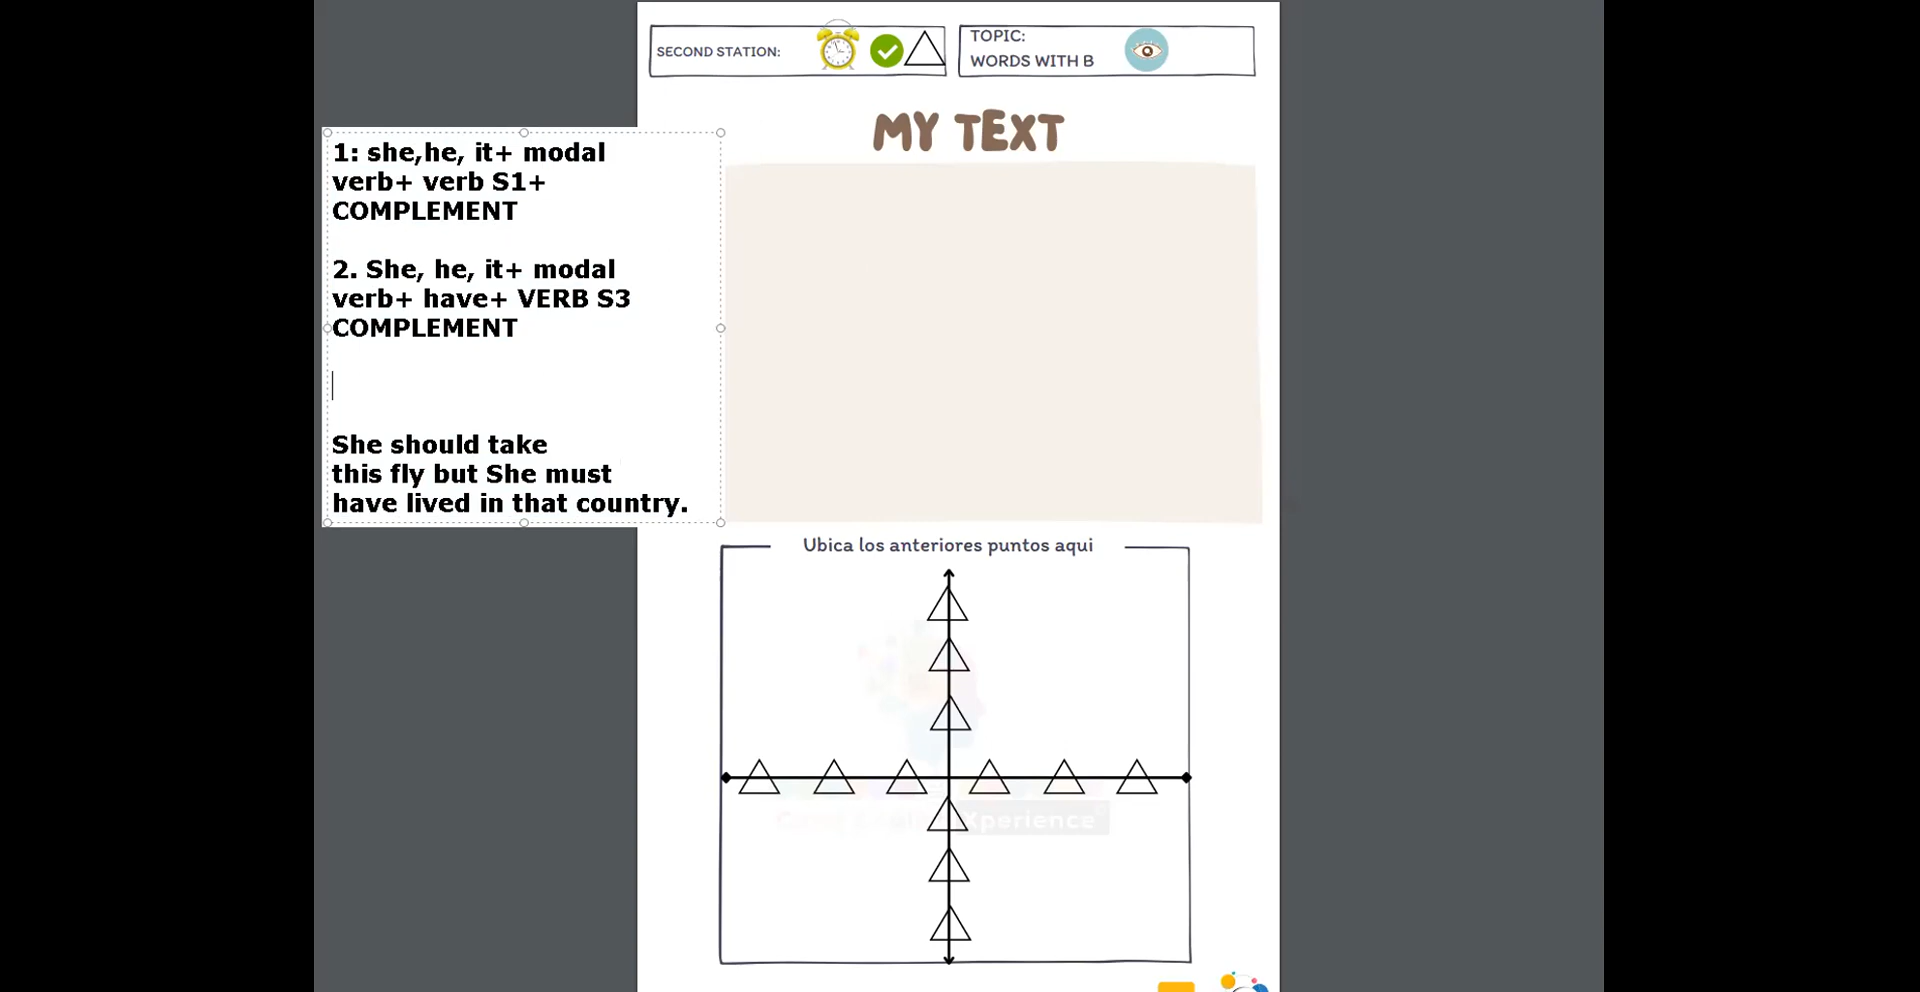 SECOND STATION:
TOPIC:
WORDS WITH B
MY TEXT
1: she,he, it+ modal
verb+ verb S1+
COMPLEMENT
2. She, he, it+ modal
verb+ have+ VERB S3
COMPLEMENT
She should take
this fly but She must
have lived in that country.
Ubica los anteriores puntos aqui
xperience